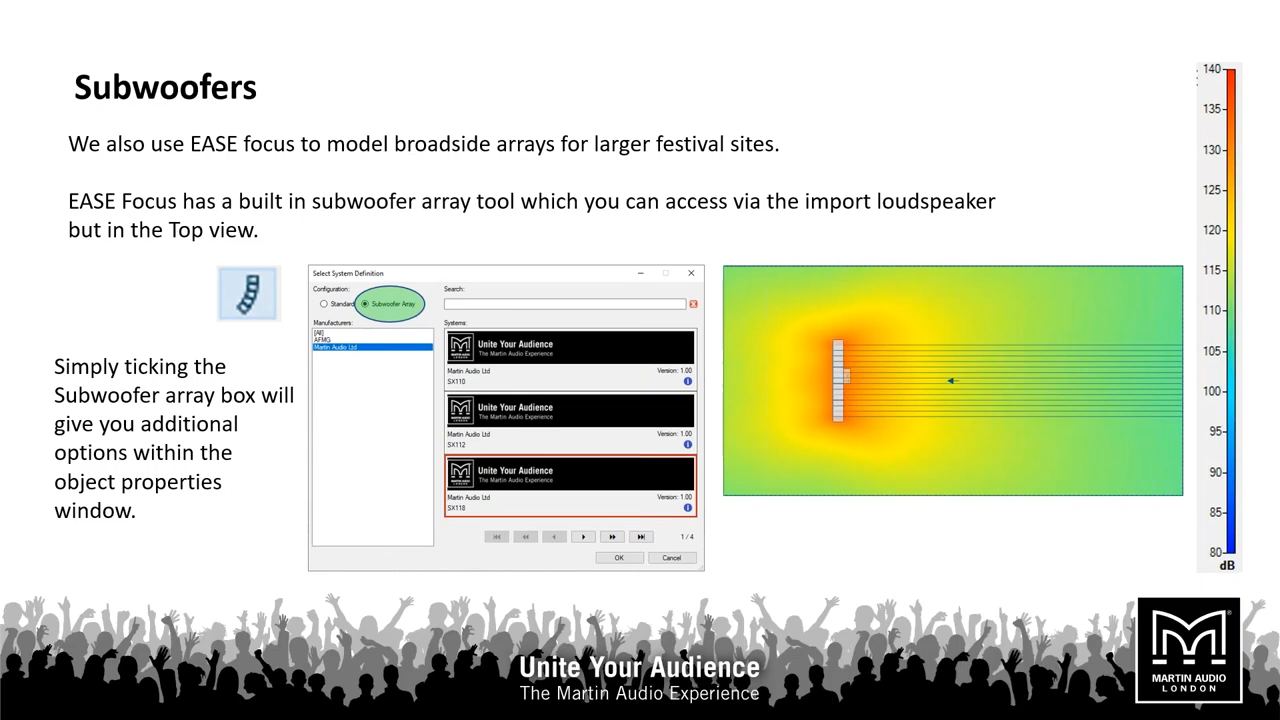 Subwoofers
We also use EASE focus to model broadside arrays for larger festival sites.
EASE Focus has a built in subwoofer array tool which you can access via the import loudspeaker
but in the Top view.
Simply ticking the
Subwoofer array box will
give you additional
options within the
object properties
window.
Select System Definition
Configuration:
Standard
Subwoofer Array
Manufacturers:
[All]
AFMG
Martin Audio Ltd
Search:
Systems:
Unite Your Audience
The Martin Audio Experience
Martin Audio Ltd
Version: 1.00
SX110
Unite Your Audience
The Martin Audio Experience
Martin Audio Ltd
Version: 1.00
SX112
Unite Your Audience
The Martin Audio Experience
Martin Audio Ltd
Version: 1.00
SX118
1 / 4
OK
Cancel
140
135
130
125
120
115
110
105
100
95
90
85
80
dB
Unite Your Audience
The Martin Audio Experience
MARTIN AUDIO
LONDON